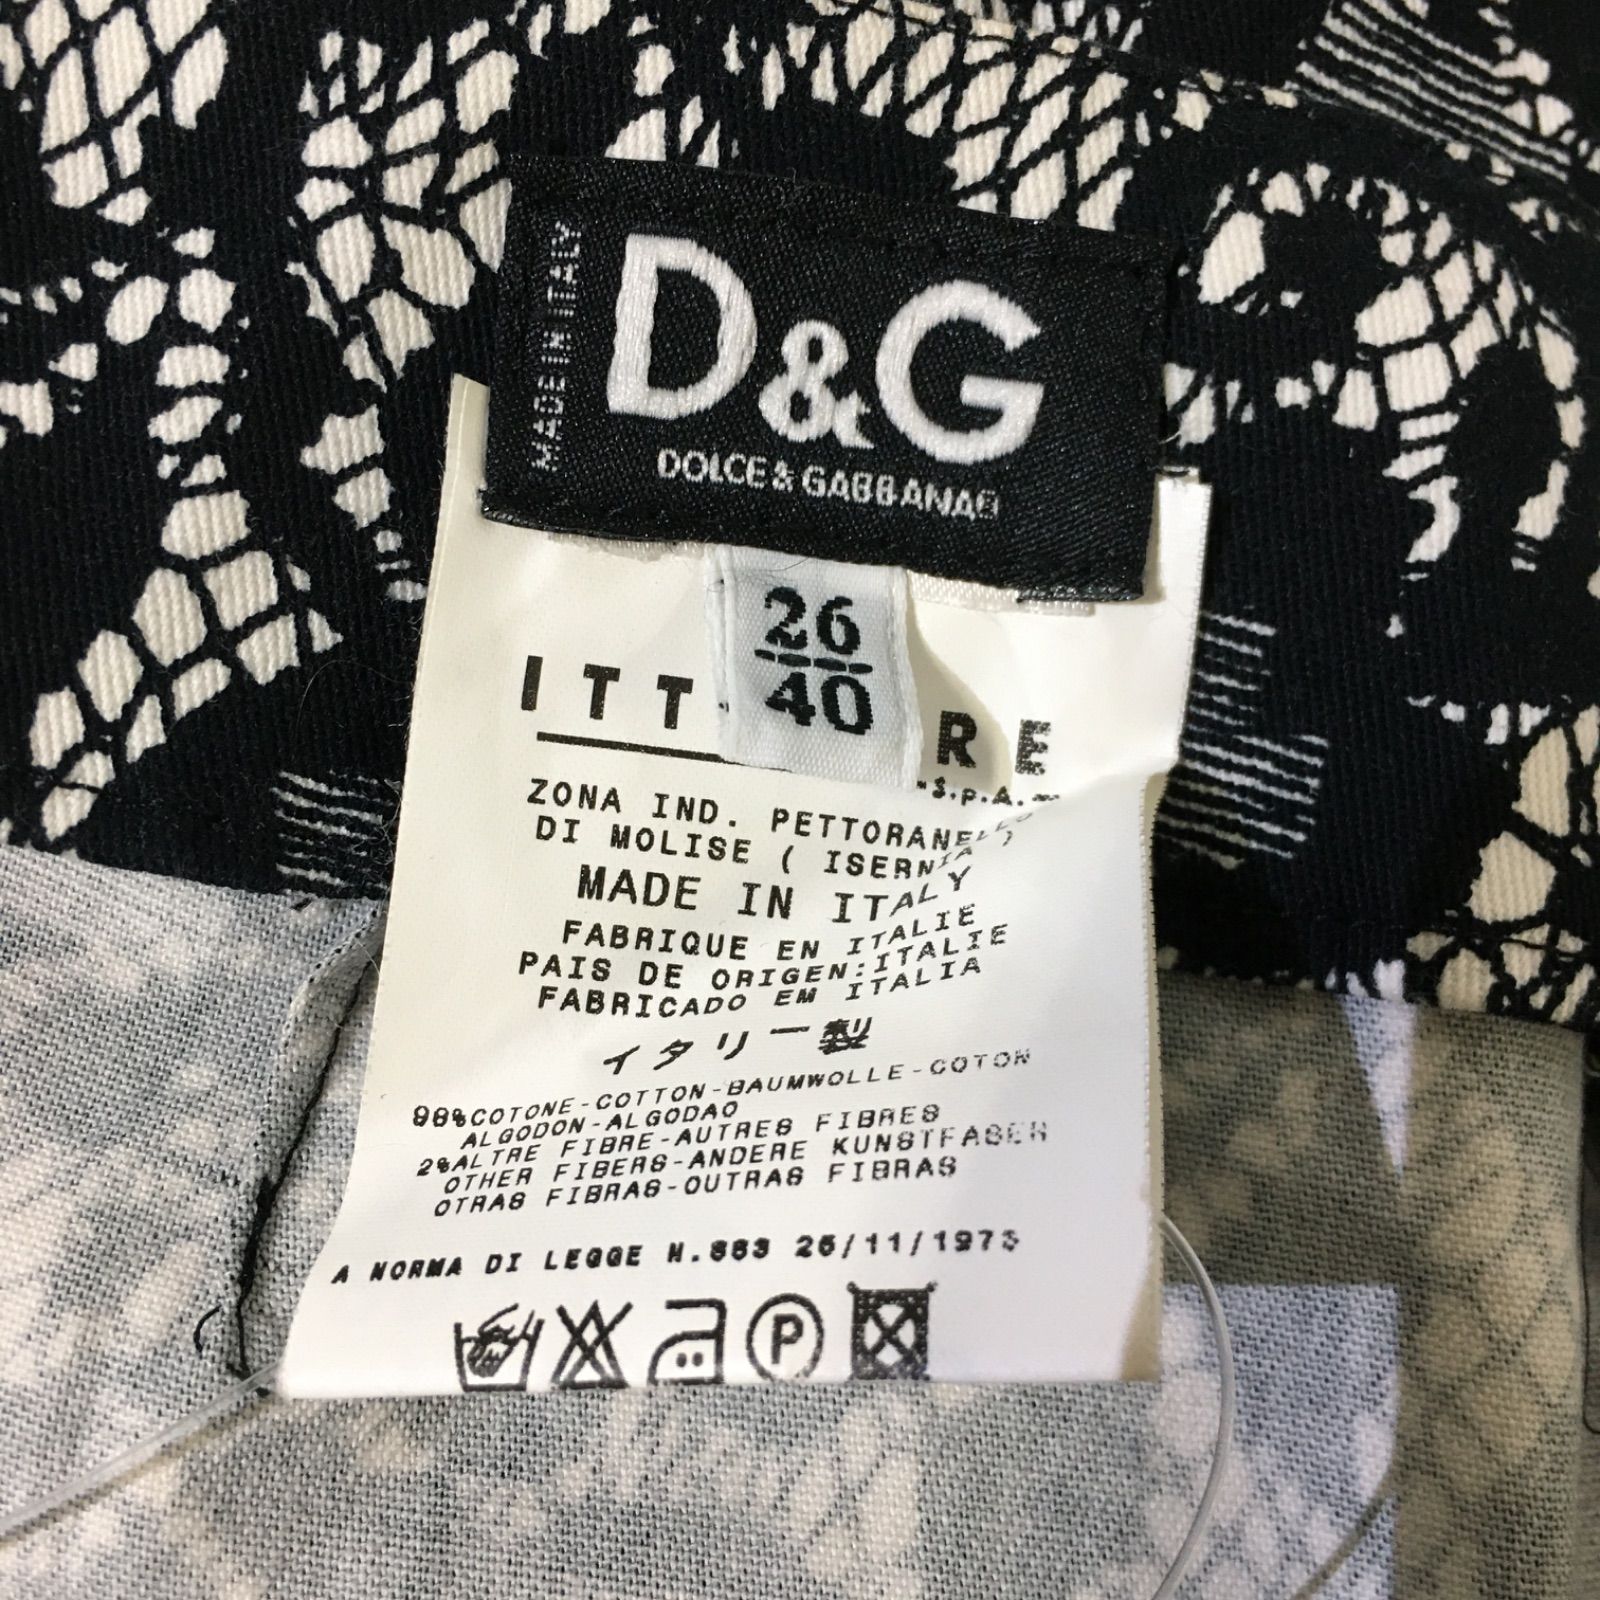 MADE IN ITALY
D&G
DOLCE & GABBANA
26
40
ITT RE
S.p.A.
ZONA IND. PETTORANELLO
DI MOLISE ( ISERNIA )
MADE IN ITALY
FABRIQUE EN ITALIE
PAIS DE ORIGEN:ITALIE
FABRICADO EM ITALIA
イタリー製
98%COTONE-COTTON-BAUMWOLLE-COTON
ALGODON-ALGODAO
2%ALTRE FIBRE-AUTRES FIBRES
OTHER FIBERS-ANDERE KUNSTFASER
OTRAS FIBRAS-OUTRAS FIBRAS
A NORMA DI LEGGE N.883 26/11/1973
P